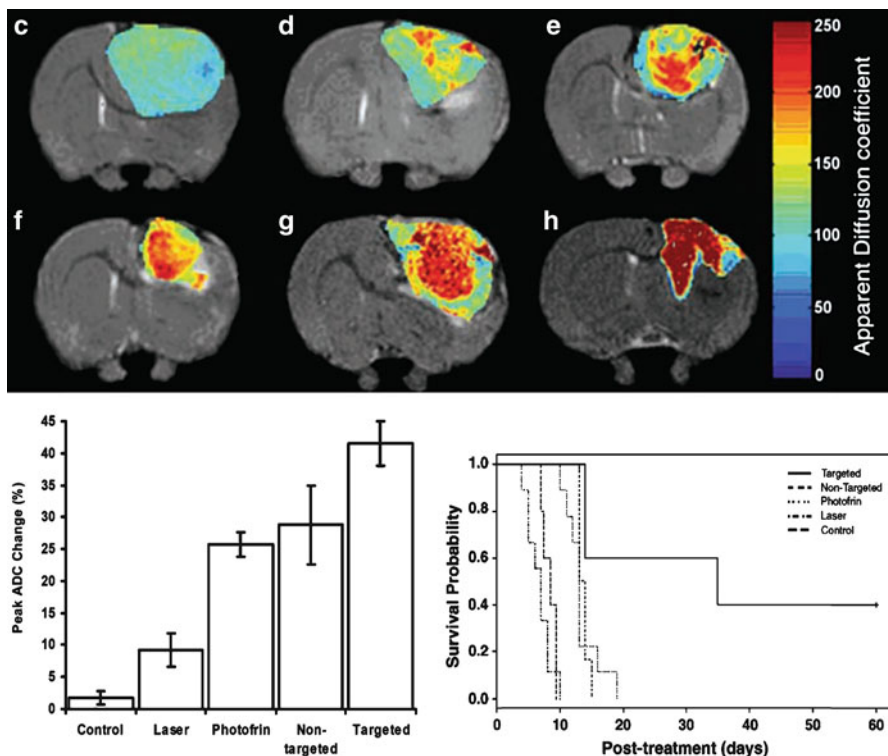 c
d
e
f
g
h
250
200
150
100
50
0
Apparent Diffusion coefficient
Peak ADC Change (%)
45
40
35
30
25
20
15
10
5
0
Control
Laser
Photofrin
Non-
targeted
Targeted
Survival Probability
1.0
0.8
0.6
0.4
0.2
0.0
Targeted
Non-Targeted
Photofrin
Laser
Control
0
10
20
30
40
50
60
Post-treatment (days)